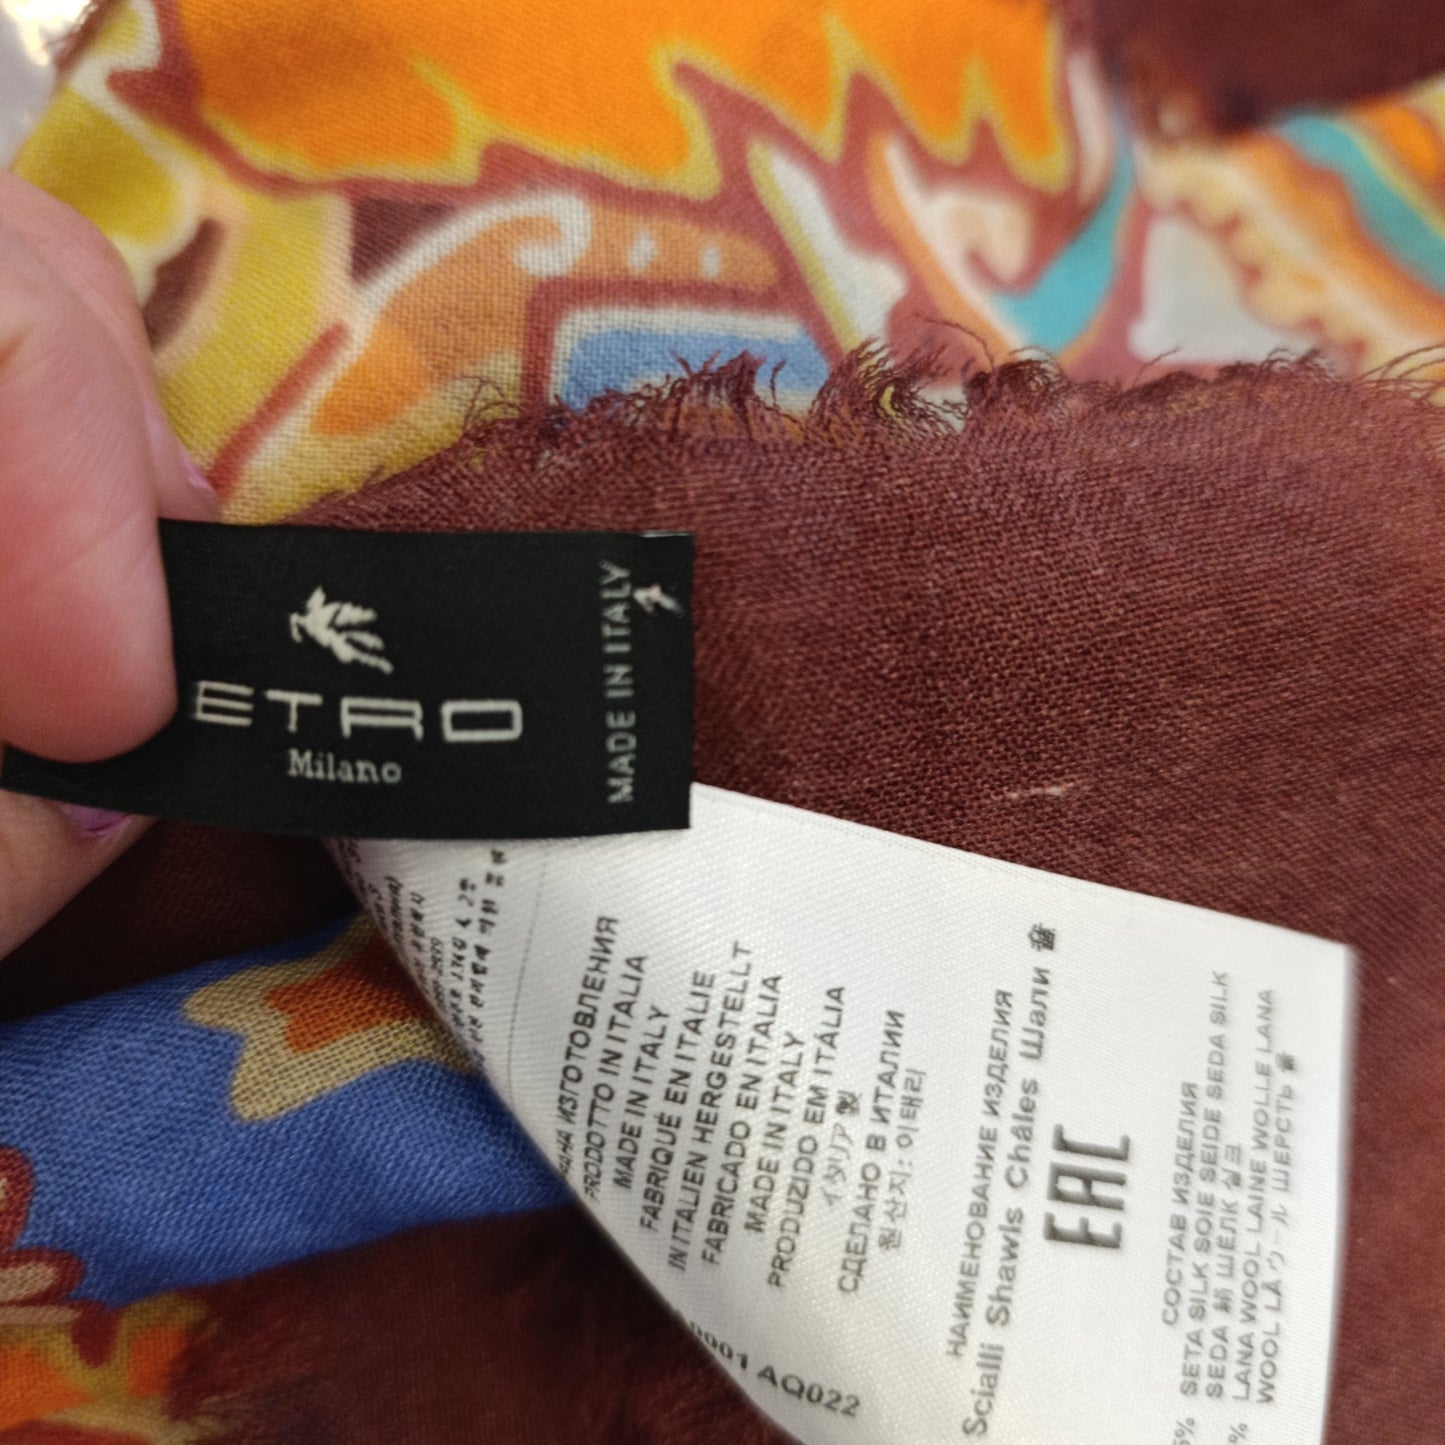 ETRO
Milano
MADE IN ITALY
ИЗГОТОВЛЕНИЯ
PRODOTTO IN ITALIA
MADE IN ITALY
FABRIQUÉ EN ITALIE
IN ITALIEN HERGESTELLT
FABRICADO EN ITALIA
MADE IN ITALY
PRODUZIDO EM ITALIA
イタリア製
СДЕЛАНО В ИТАЛИИ
원산지: 이태리
AQ022
НАИМЕНОВАНИЕ ИЗДЕЛИЯ
Scialli Shawls Châles Шали
EAC
СОСТАВ ИЗДЕЛИЯ
SETA SILK SOIE SEIDE SEDA SILK
SEDA 絹 ШЁЛК 실크
LANA WOOL LAINE WOLLE LANA
WOOL LÃ ウール ШЕРСТЬ